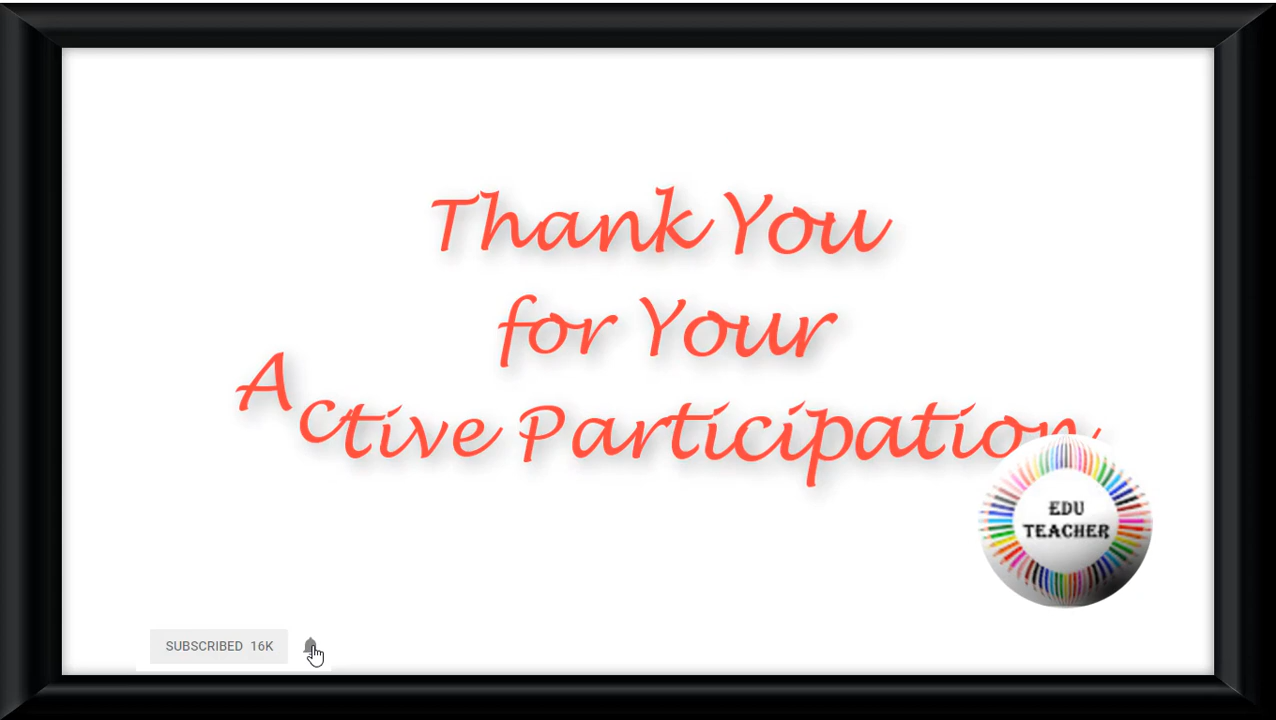 Thank You
for Your
Active Participation
EDU
TEACHER
SUBSCRIBED 16K